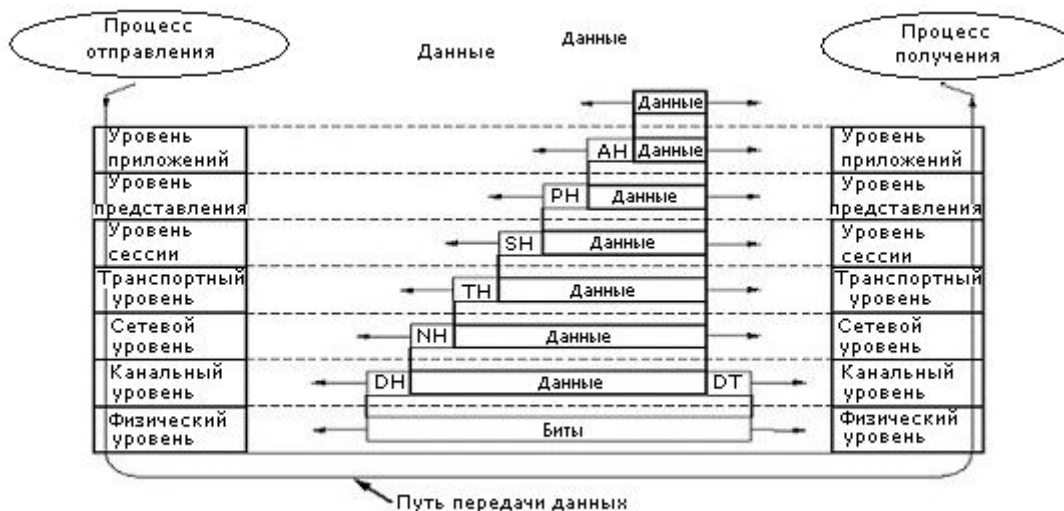 Процесс
отправления
Данные
Данные
Процесс
получения
Данные
Уровень
приложений
AH
Данные
Уровень
приложений
Уровень
представления
PH
Данные
Уровень
представления
Уровень
сессии
SH
Данные
Уровень
сессии
Транспортный
уровень
TH
Данные
Транспортный
уровень
Сетевой
уровень
NH
Данные
Сетевой
уровень
Канальный
уровень
DH
Данные
DT
Канальный
уровень
Физический
уровень
Биты
Физический
уровень
Путь передачи данных